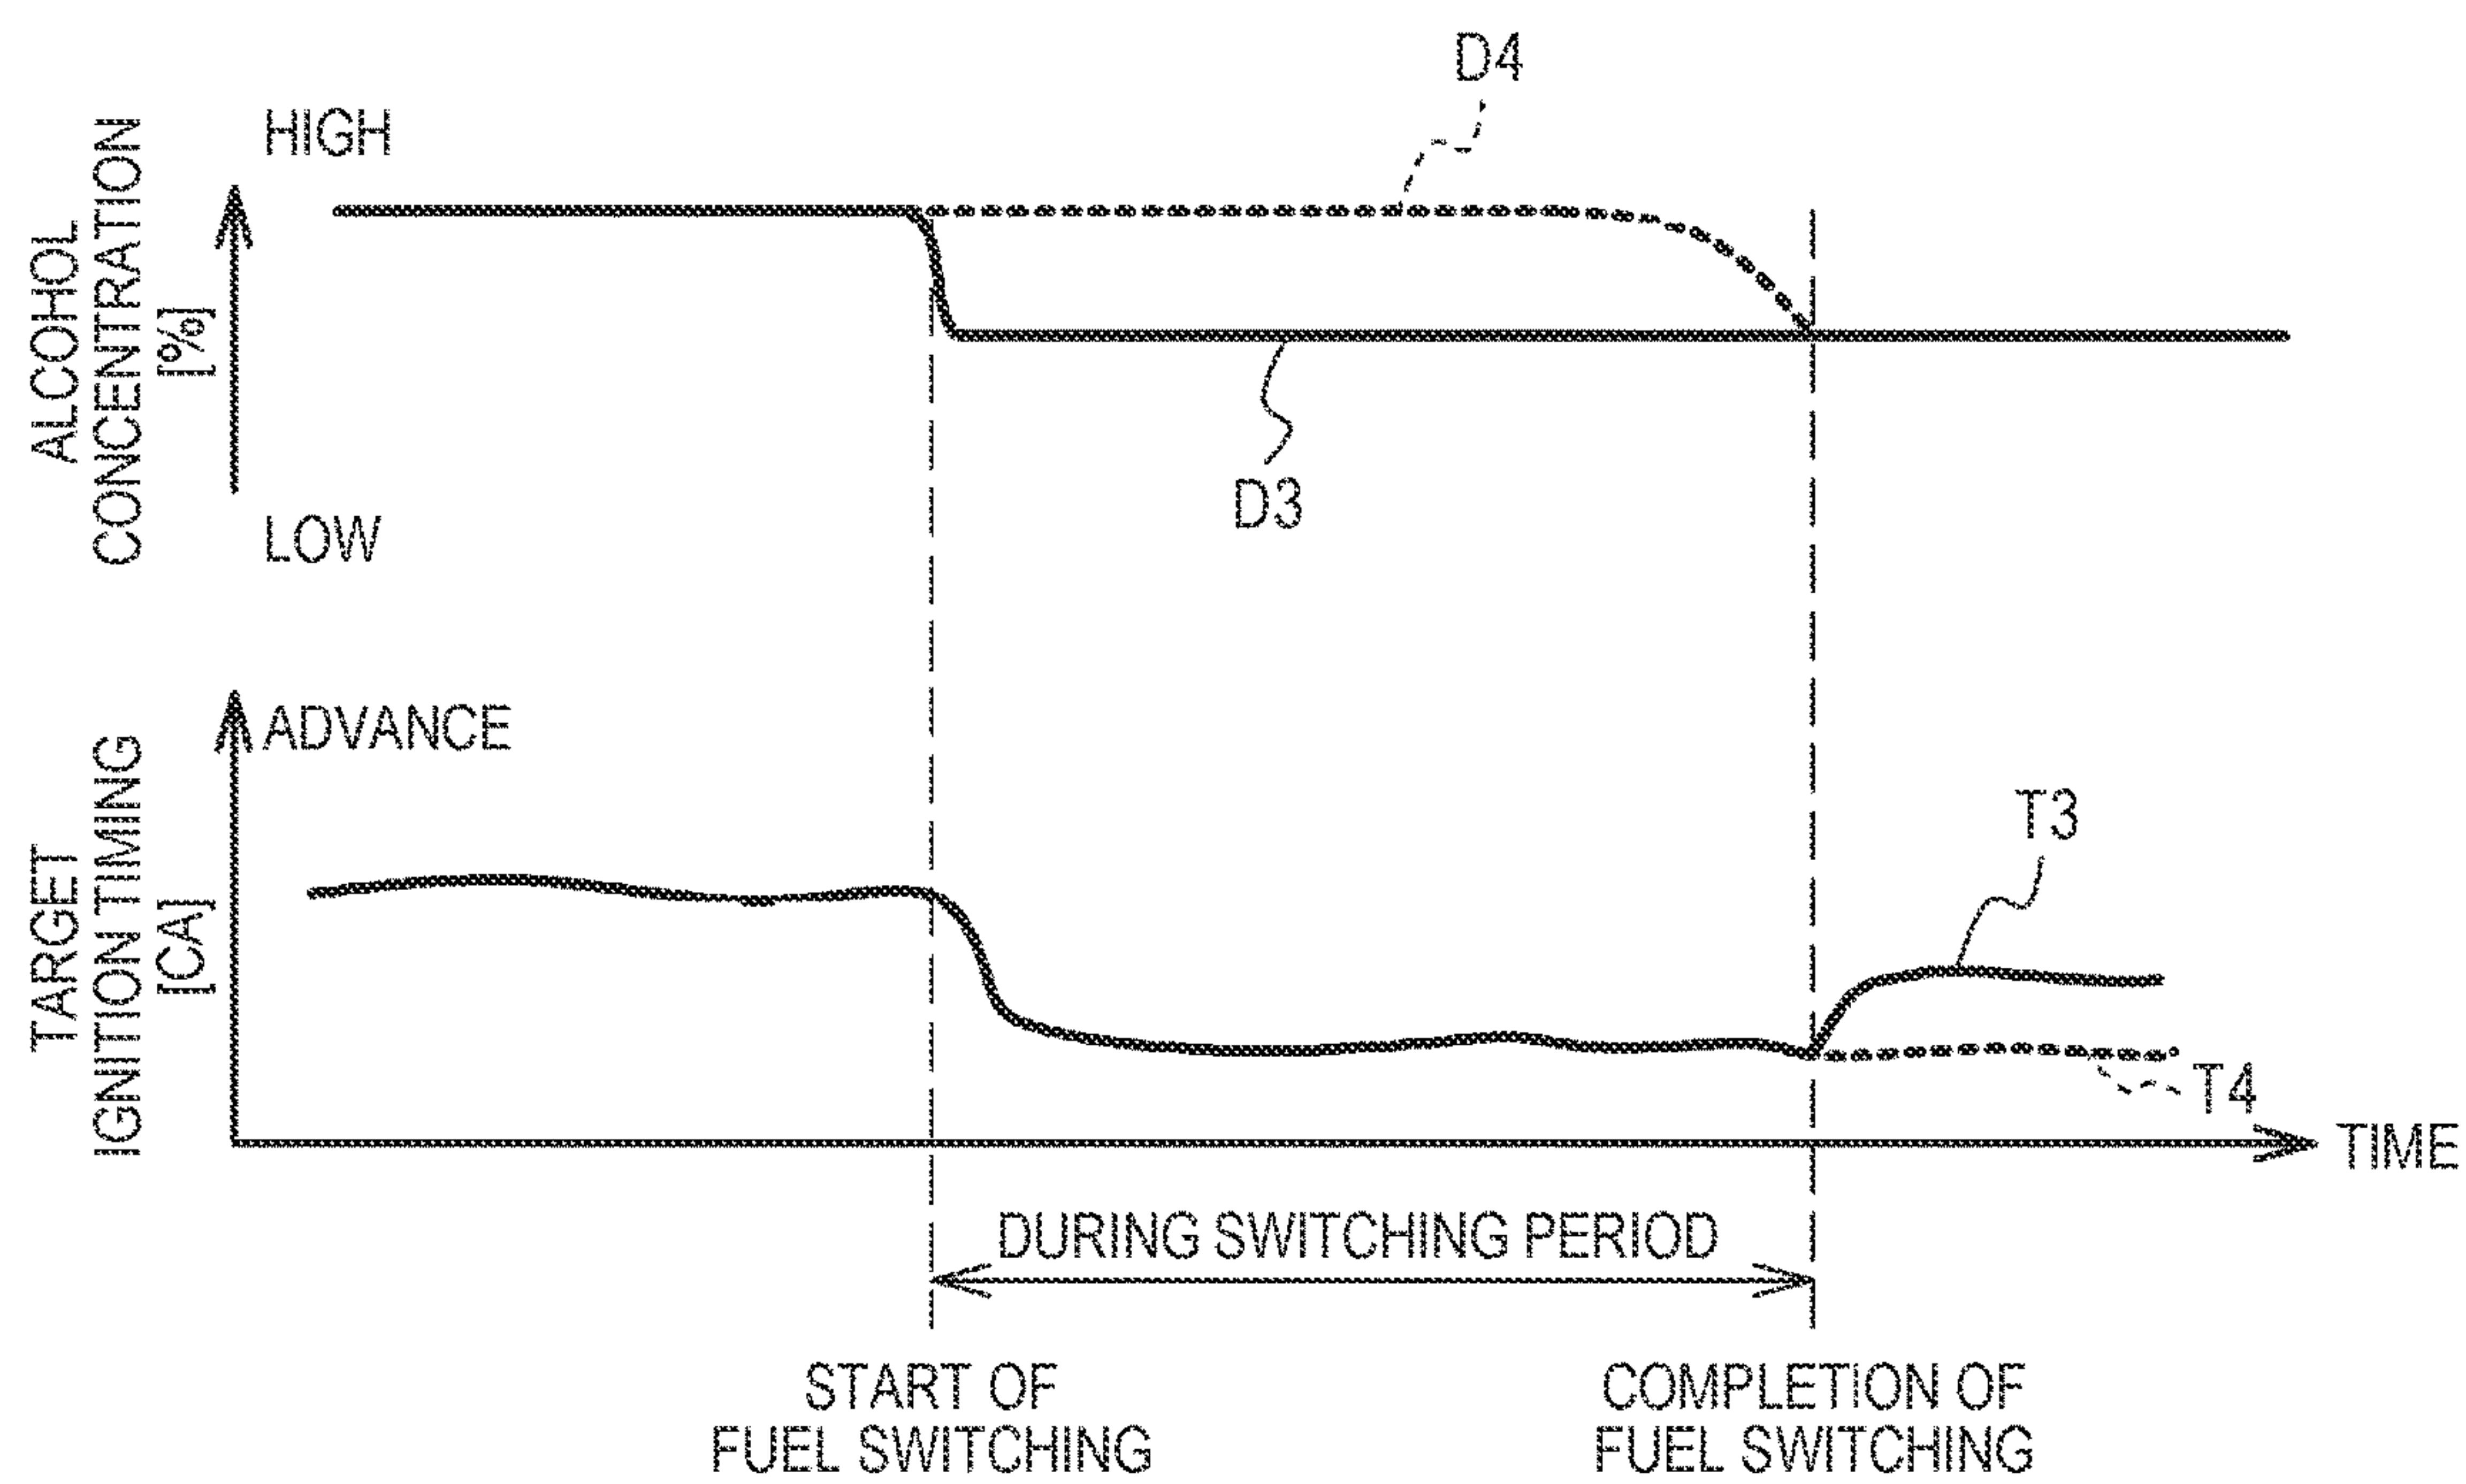 D4
HIGH
ALCOHOL
CONCENTRATION
[%]
D3
LOW
ADVANCE
TARGET
IGNITION TIMING
[CA]
T3
T4
TIME
DURING SWITCHING PERIOD
START OF
FUEL SWITCHING
COMPLETION OF
FUEL SWITCHING